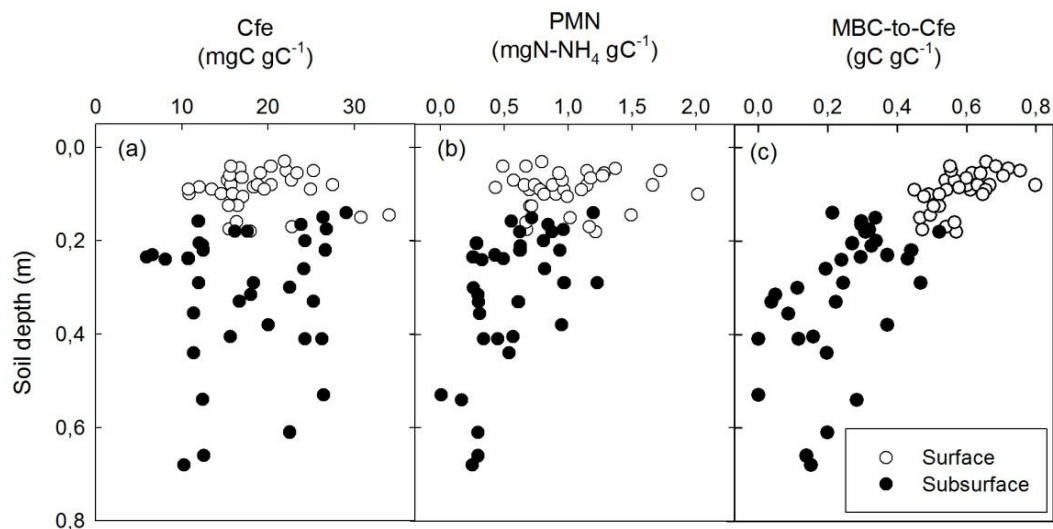 Cfe
(mgC gC⁻¹)
PMN
(mgN-NH₄ gC⁻¹)
MBC-to-Cfe
(gC gC⁻¹)
0 10 20 30
0,0 0,5 1,0 1,5 2,0
0,0 0,2 0,4 0,6 0,8
(a)
(b)
(c)
Soil depth (m)
0,0
0,2
0,4
0,6
0,8
Surface
Subsurface